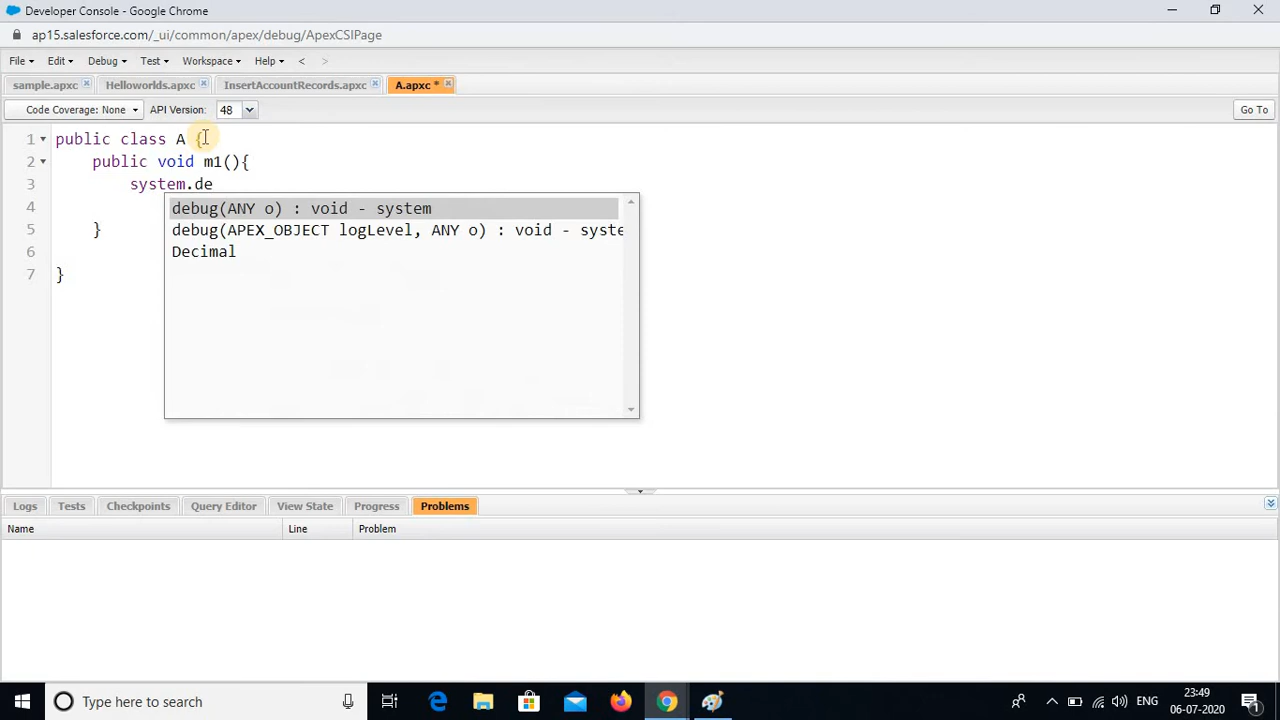 Developer Console - Google Chrome
ap15.salesforce.com/_ui/common/apex/debug/ApexCSIPage
File Edit Debug Test Workspace Help < >
sample.apxc Helloworlds.apxc InsertAccountRecords.apxc A.apxc *
Code Coverage: None API Version: 48 Go To
1 public class A {
2 public void m1(){
3 system.de
debug(ANY o) : void - system
4
debug(APEX_OBJECT logLevel, ANY o) : void - syste
5 }
6 Decimal
7 }
Logs Tests Checkpoints Query Editor View State Progress Problems
Name Line Problem
Type here to search
ENG
23:49
06-07-2020
1